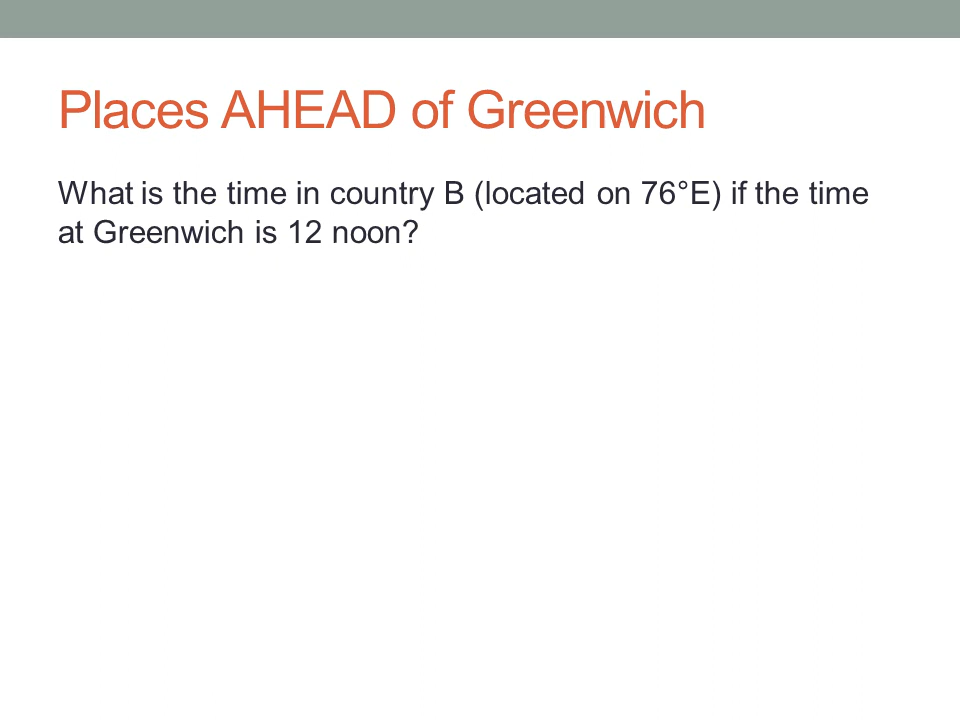 Places AHEAD of Greenwich
What is the time in country B (located on 76°E) if the time
at Greenwich is 12 noon?